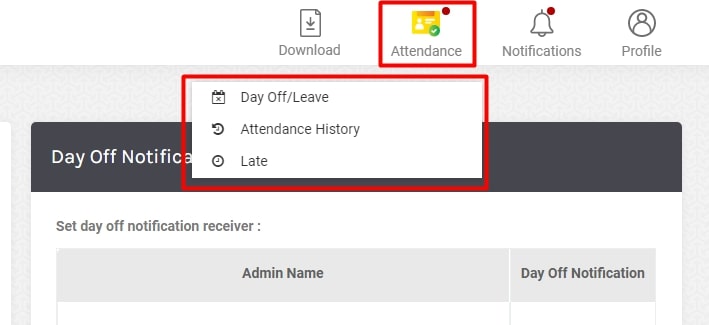 Download
Attendance
Notifications
Profile
Day Off/Leave
Attendance History
Late
Day Off Notifica
Set day off notification receiver :
Admin Name
Day Off Notification